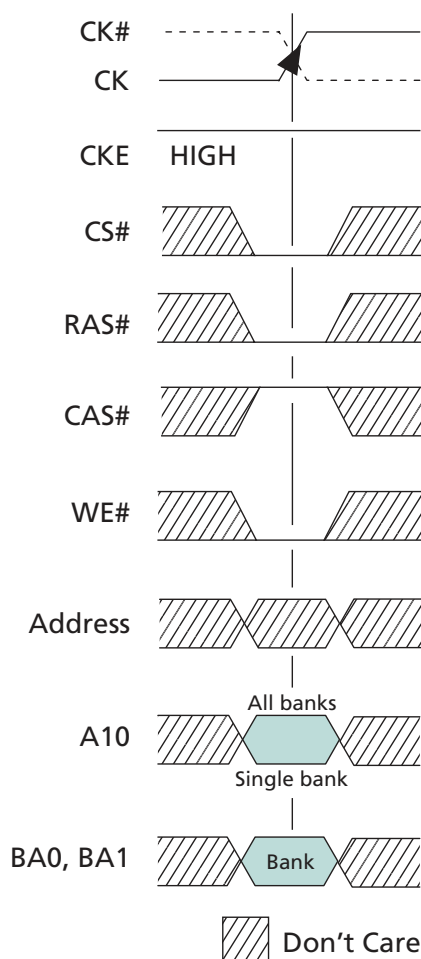 CK#
CK
CKE HIGH
CS#
RAS#
CAS#
WE#
Address
All banks
A10
Single bank
BA0, BA1 Bank
Don't Care